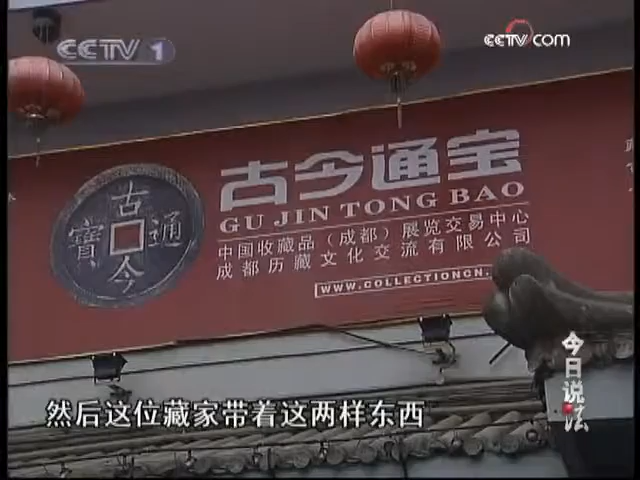 CCTV 1
CCTV.com
古今通宝
GU JIN TONG BAO
中国收藏品（成都）展览交易中心
成都历藏文化交流有限公司
WWW.COLLECTIONCN.
古
寶 通
今
今日说法
然后这位藏家带着这两样东西